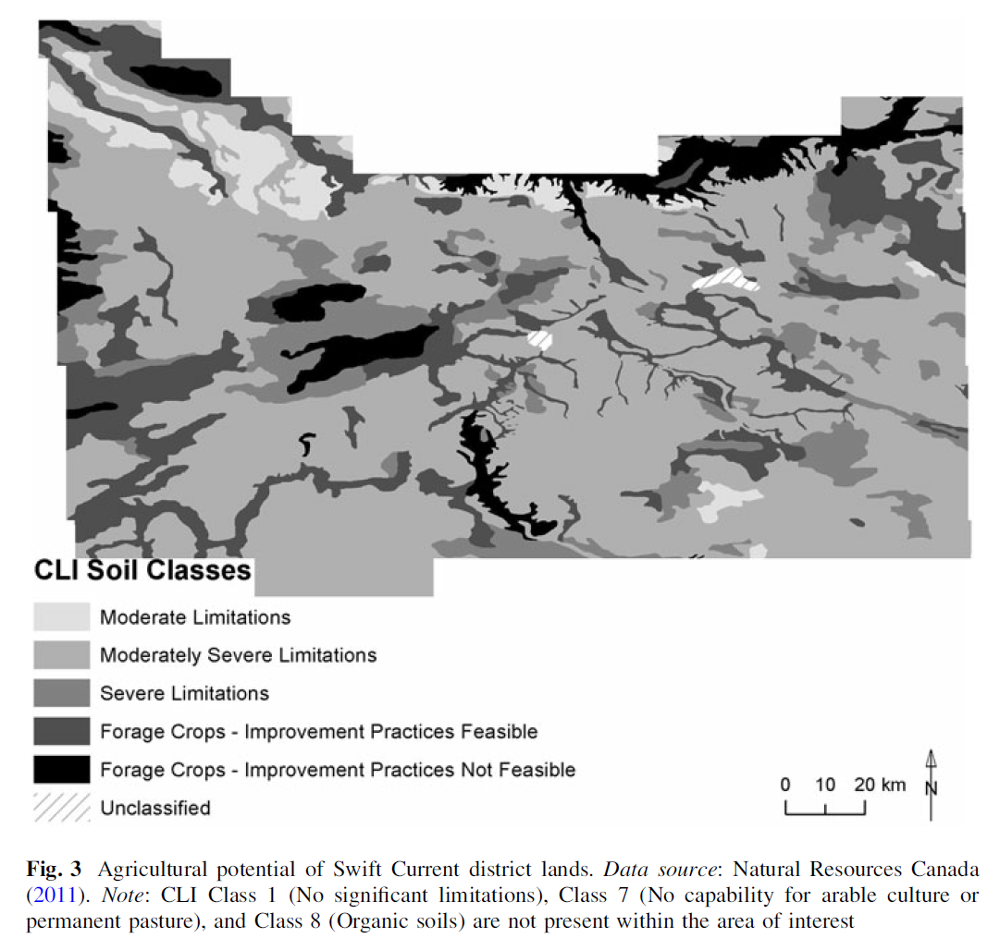 CLI Soil Classes
Moderate Limitations
Moderately Severe Limitations
Severe Limitations
Forage Crops - Improvement Practices Feasible
Forage Crops - Improvement Practices Not Feasible
Unclassified
0 10 20 km
N
Fig. 3 Agricultural potential of Swift Current district lands. Data source: Natural Resources Canada
(2011). Note: CLI Class 1 (No significant limitations), Class 7 (No capability for arable culture or
permanent pasture), and Class 8 (Organic soils) are not present within the area of interest